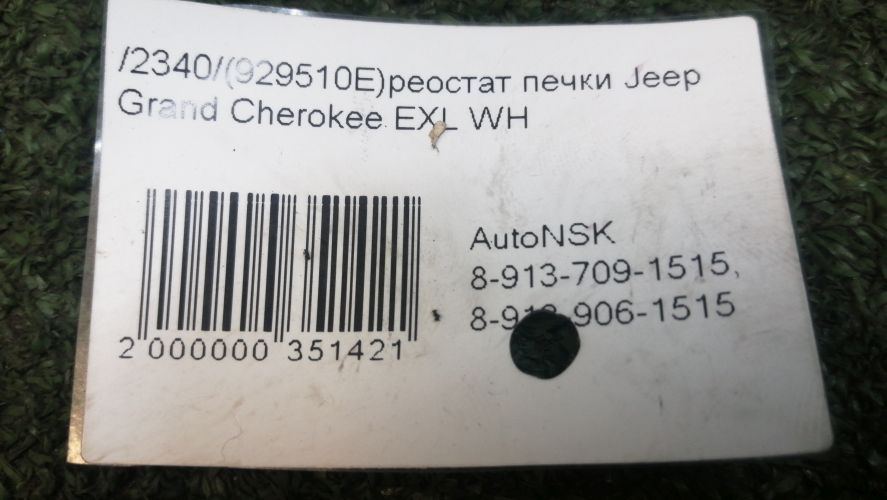 /2340/(929510E)реостат печки Jeep
Grand Cherokee EXL WH
AutoNSK
8-913-709-1515,
906-1515
2 000000 351421